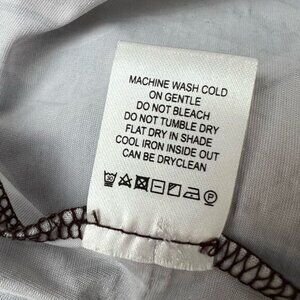 MACHINE WASH COLD
ON GENTLE
DO NOT BLEACH
DO NOT TUMBLE DRY
FLAT DRY IN SHADE
COOL IRON INSIDE OUT
CAN BE DRYCLEAN
30 P